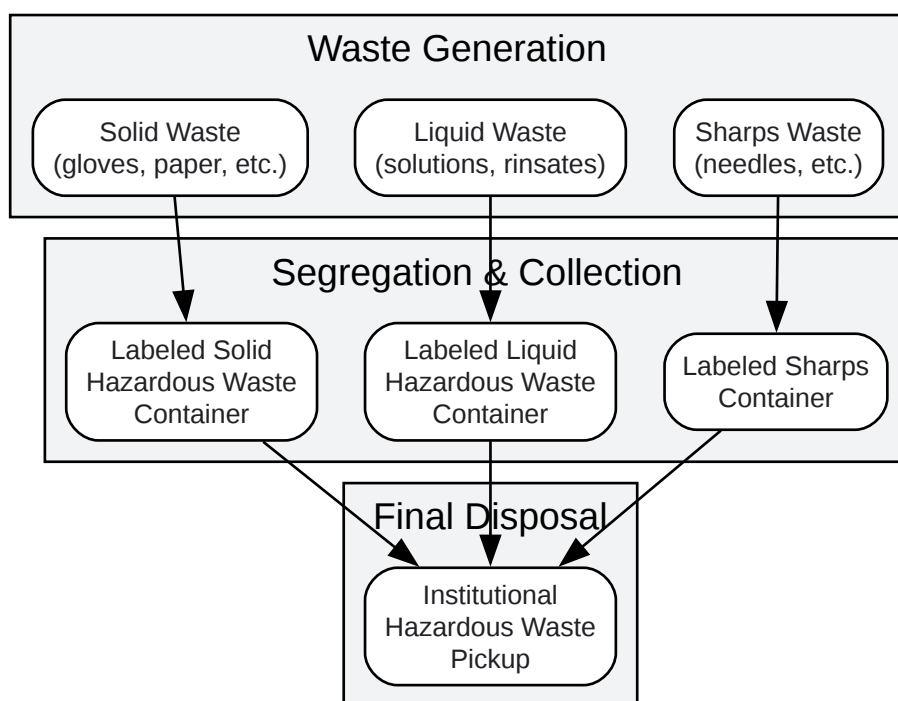 Waste Generation
Solid Waste
(gloves, paper, etc.)
Liquid Waste
(solutions, rinsates)
Sharps Waste
(needles, etc.)
Segregation & Collection
Labeled Solid
Hazardous Waste
Container
Labeled Liquid
Hazardous Waste
Container
Labeled Sharps
Container
Final Disposal
Institutional
Hazardous Waste
Pickup